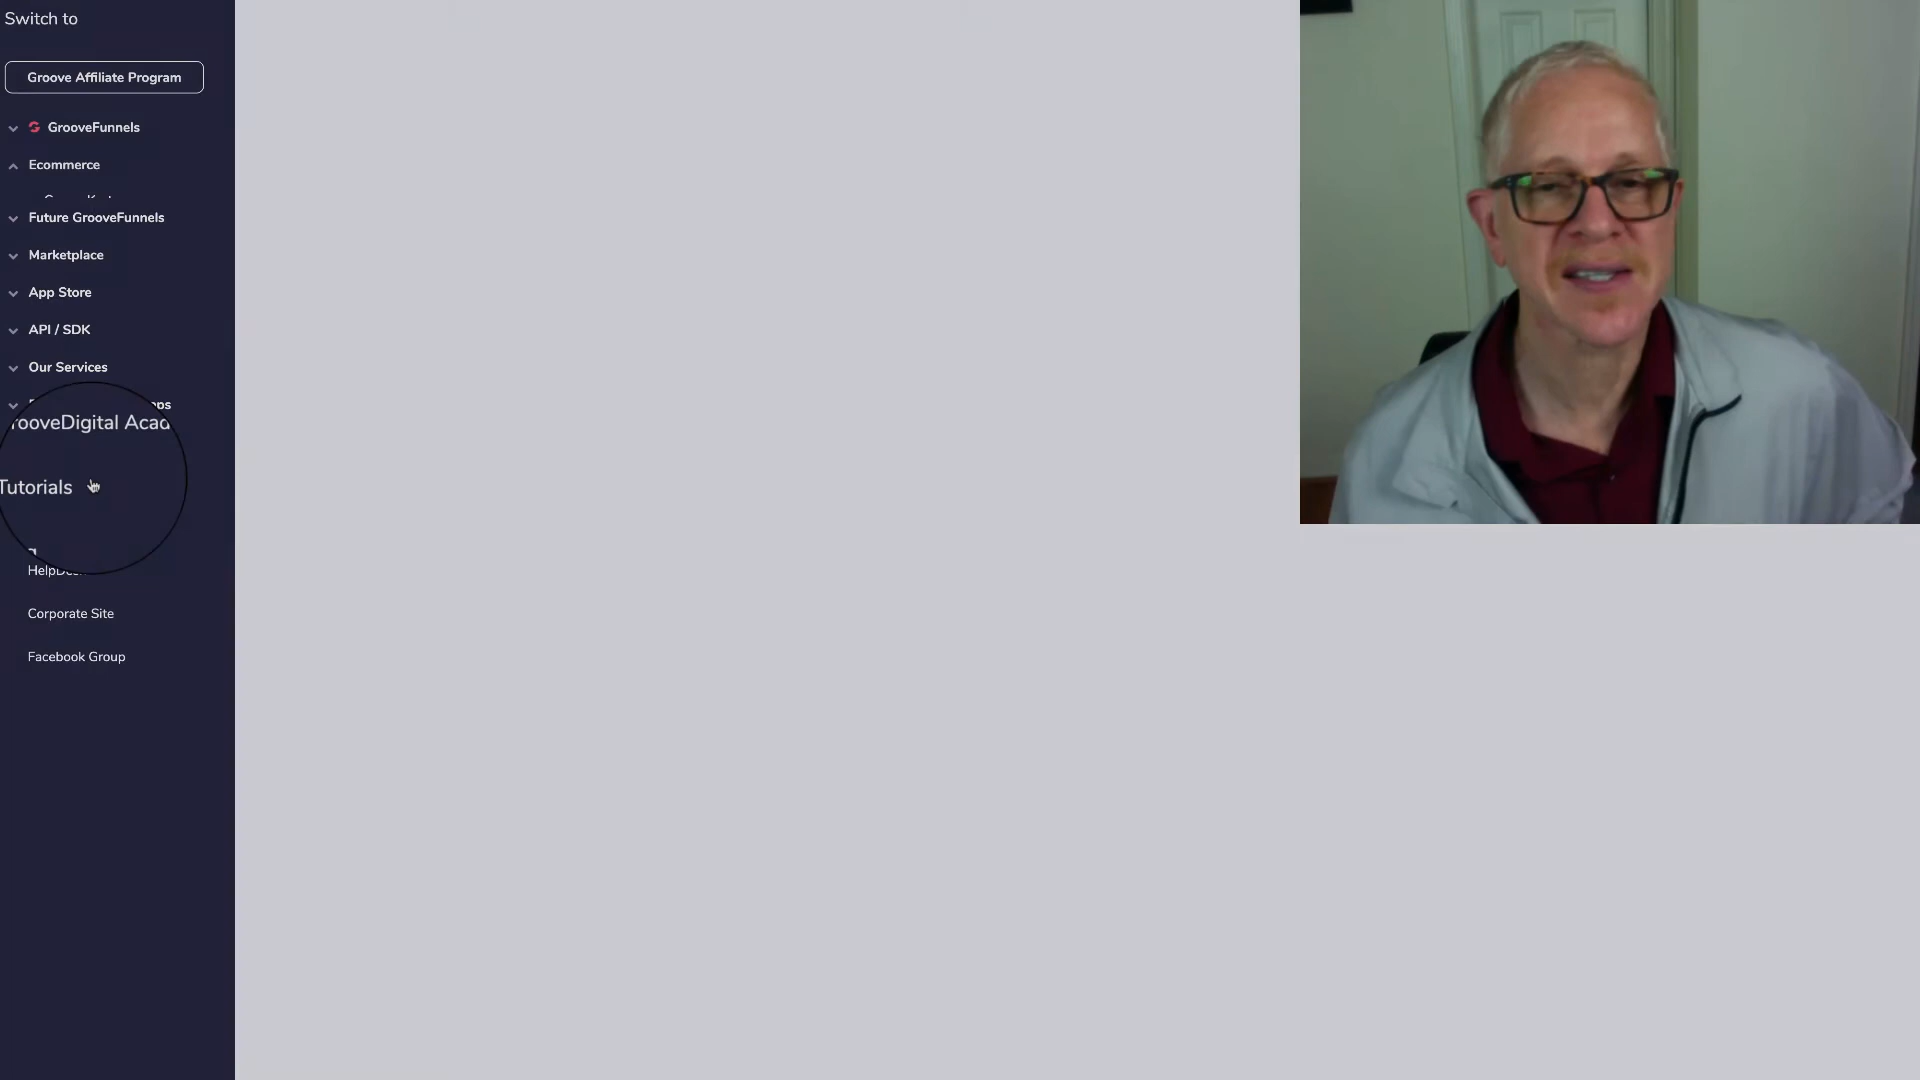 Switch to
Groove Affiliate Program
GrooveFunnels
Ecommerce
Future GrooveFunnels
Marketplace
App Store
API / SDK
Our Services
rooveDigital Acad
Tutorials
Corporate Site
Facebook Group